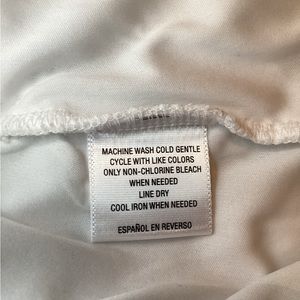 MACHINE WASH COLD GENTLE
CYCLE WITH LIKE COLORS
ONLY NON-CHLORINE BLEACH
WHEN NEEDED
LINE DRY
COOL IRON WHEN NEEDED
ESPAÑOL EN REVERSO